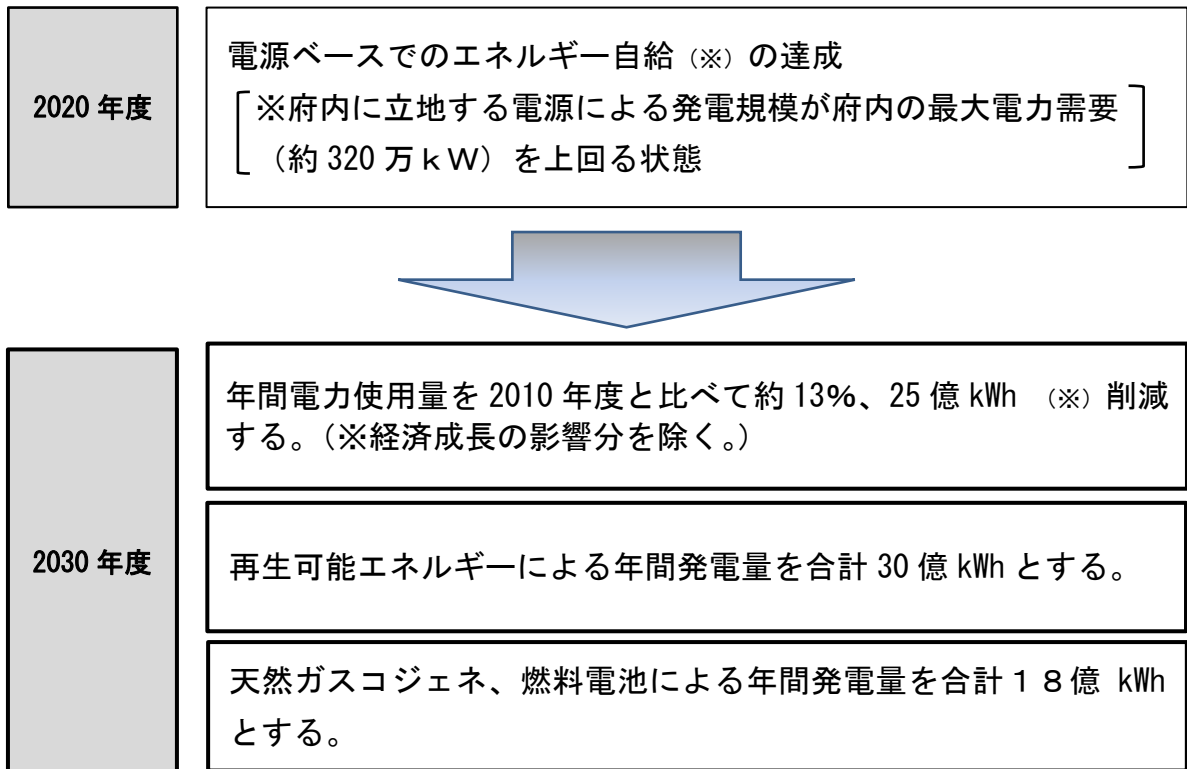 2020 年度
電源ベースでのエネルギー自給（※）の達成
※府内に立地する電源による発電規模が府内の最大電力需要
（約 320 万ｋＷ）を上回る状態
2030 年度
年間電力使用量を 2010 年度と比べて約 13%、25 億 kWh （※）削減
する。（※経済成長の影響分を除く。）
再生可能エネルギーによる年間発電量を合計 30 億 kWh とする。
天然ガスコジェネ、燃料電池による年間発電量を合計１８億 kWh
とする。